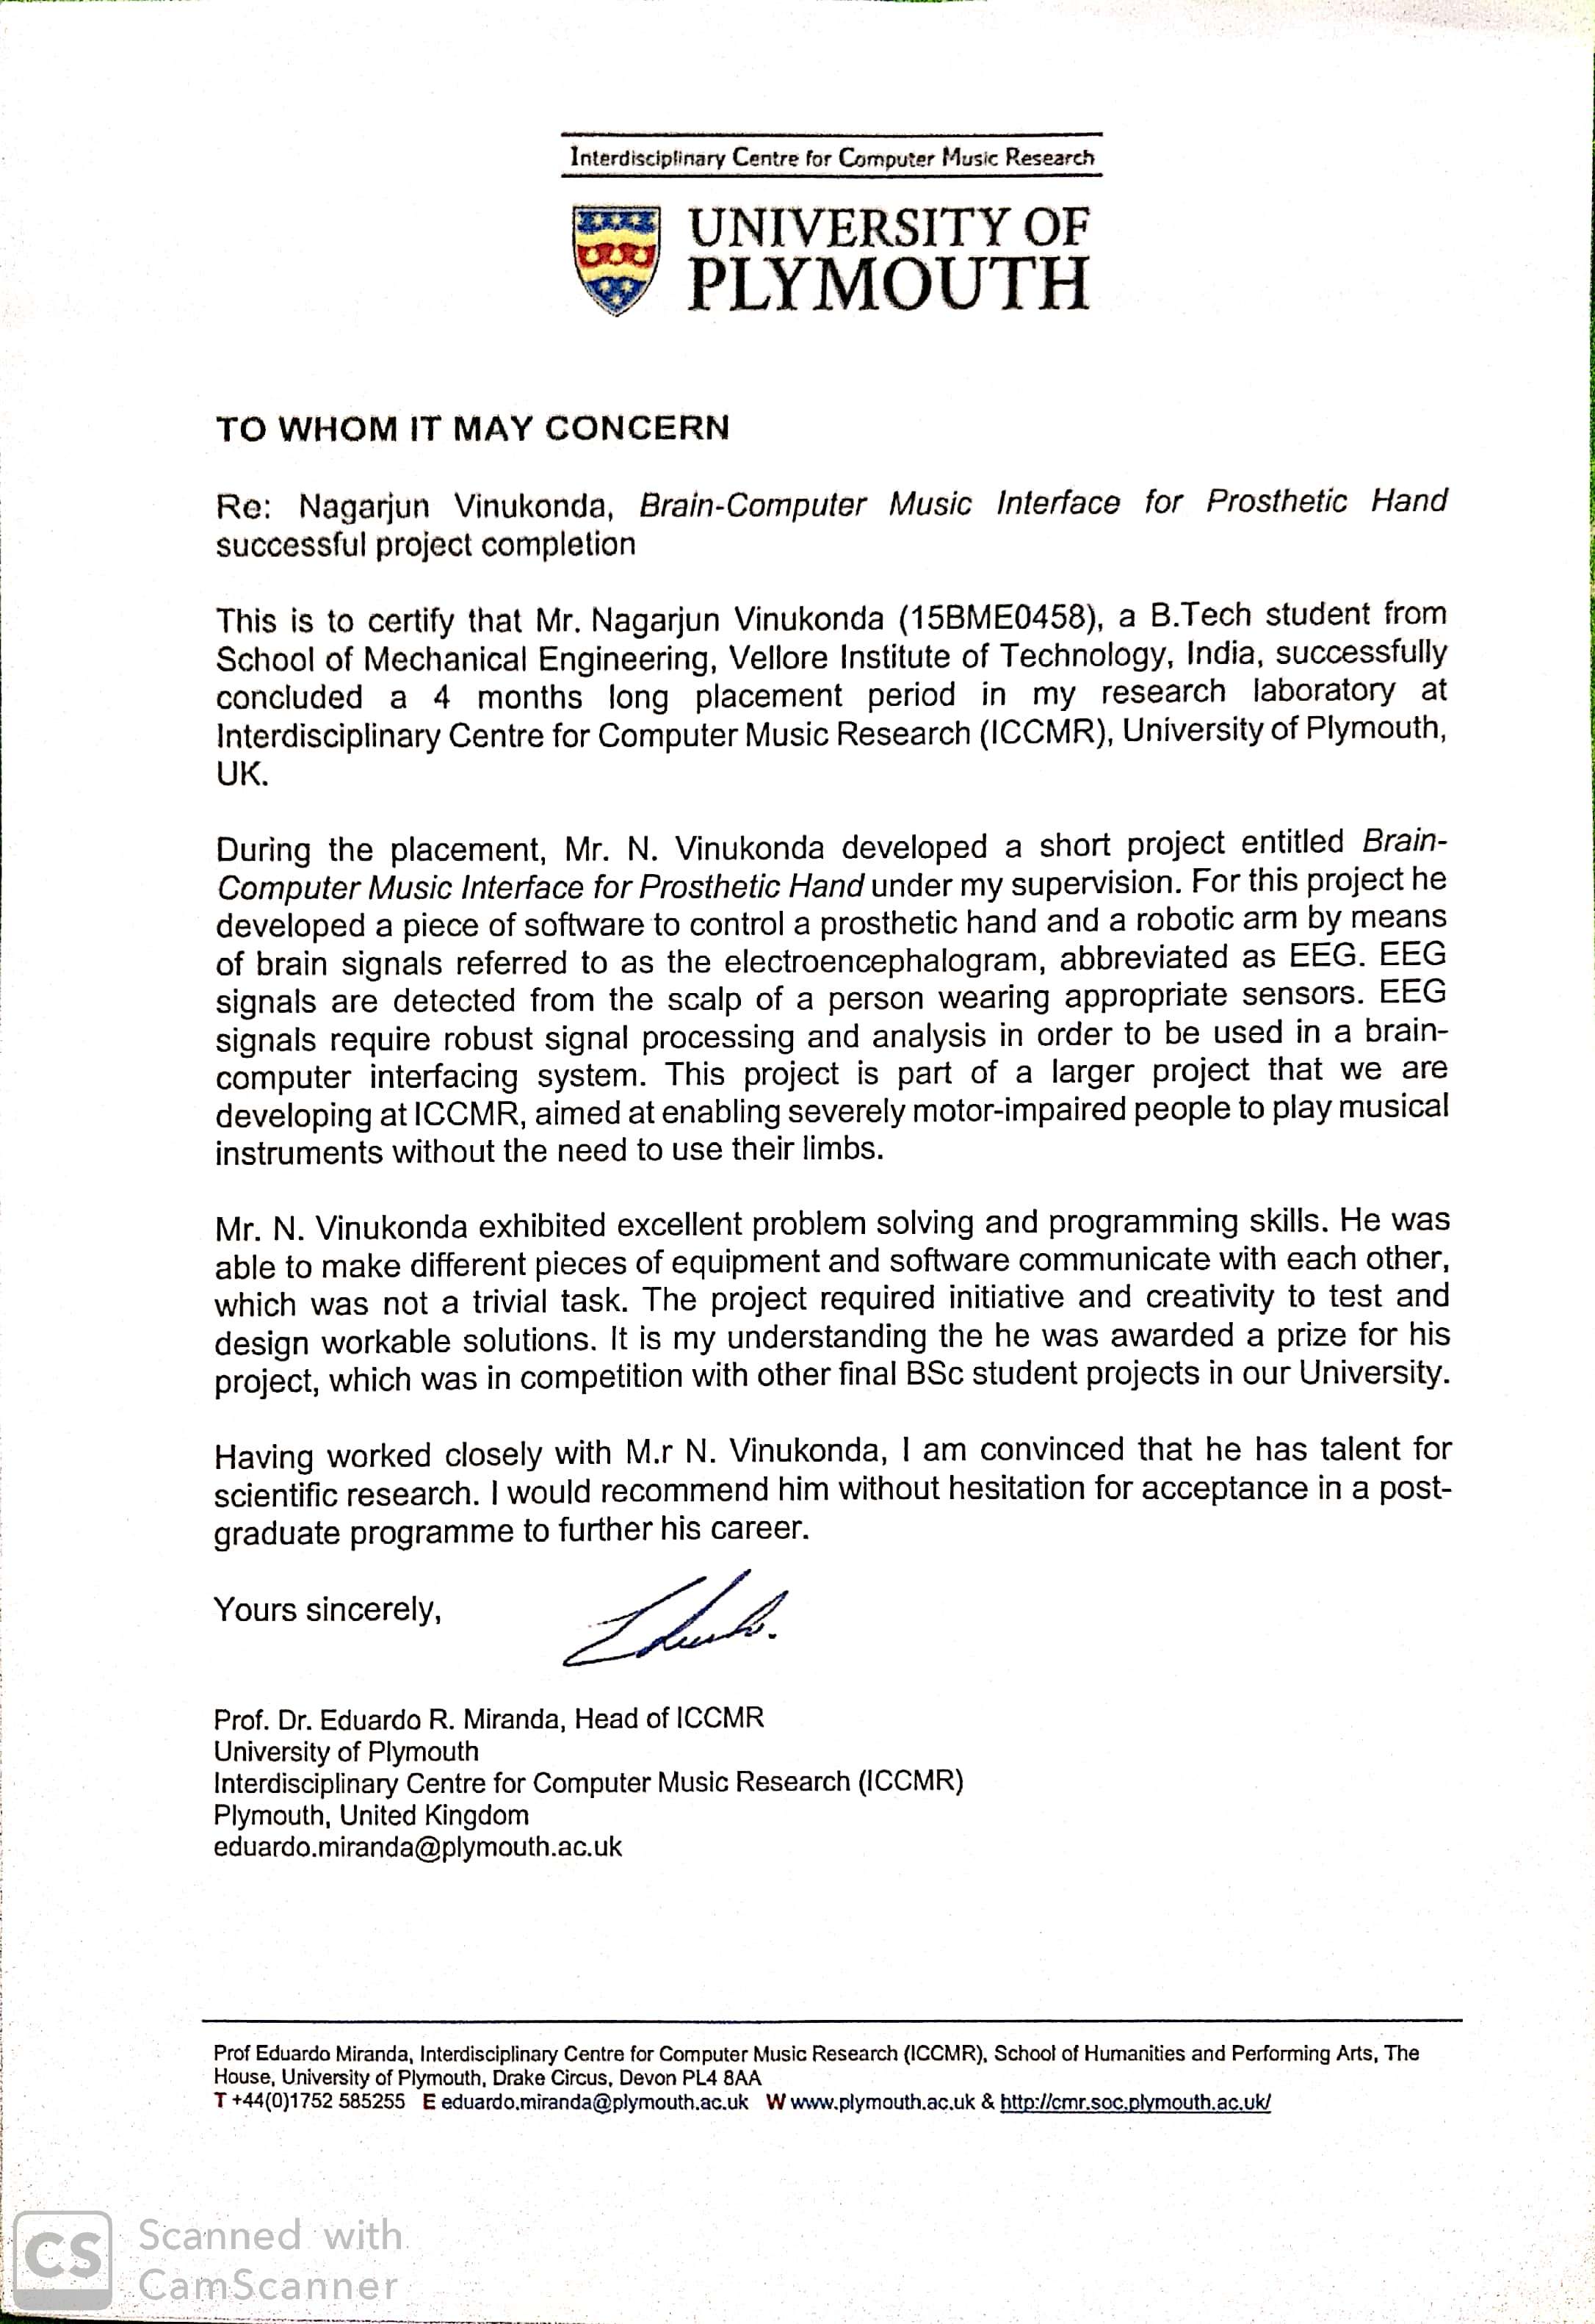 Interdisciplinary Centre for Computer Music Research
UNIVERSITY OF
PLYMOUTH
TO WHOM IT MAY CONCERN
Re: Nagarjun Vinukonda, Brain-Computer Music Interface for Prosthetic Hand
successful project completion
This is to certify that Mr. Nagarjun Vinukonda (15BME0458), a B.Tech student from
School of Mechanical Engineering, Vellore Institute of Technology, India, successfully
concluded a 4 months long placement period in my research laboratory at
Interdisciplinary Centre for Computer Music Research (ICCMR), University of Plymouth,
UK.
During the placement, Mr. N. Vinukonda developed a short project entitled Brain-
Computer Music Interface for Prosthetic Hand under my supervision. For this project he
developed a piece of software to control a prosthetic hand and a robotic arm by means
of brain signals referred to as the electroencephalogram, abbreviated as EEG. EEG
signals are detected from the scalp of a person wearing appropriate sensors. EEG
signals require robust signal processing and analysis in order to be used in a brain-
computer interfacing system. This project is part of a larger project that we are
developing at ICCMR, aimed at enabling severely motor-impaired people to play musical
instruments without the need to use their limbs.
Mr. N. Vinukonda exhibited excellent problem solving and programming skills. He was
able to make different pieces of equipment and software communicate with each other,
which was not a trivial task. The project required initiative and creativity to test and
design workable solutions. It is my understanding the he was awarded a prize for his
project, which was in competition with other final BSc student projects in our University.
Having worked closely with M.r N. Vinukonda, I am convinced that he has talent for
scientific research. I would recommend him without hesitation for acceptance in a post-
graduate programme to further his career.
Yours sincerely,
Prof. Dr. Eduardo R. Miranda, Head of ICCMR
University of Plymouth
Interdisciplinary Centre for Computer Music Research (ICCMR)
Plymouth, United Kingdom
eduardo.miranda@plymouth.ac.uk
Prof Eduardo Miranda, Interdisciplinary Centre for Computer Music Research (ICCMR), School of Humanities and Performing Arts, The
House, University of Plymouth, Drake Circus, Devon PL4 8AA
T +44(0)1752 585255 E eduardo.miranda@plymouth.ac.uk W www.plymouth.ac.uk & http://cmr.soc.plymouth.ac.uk/
CS Scanned with
CamScanner